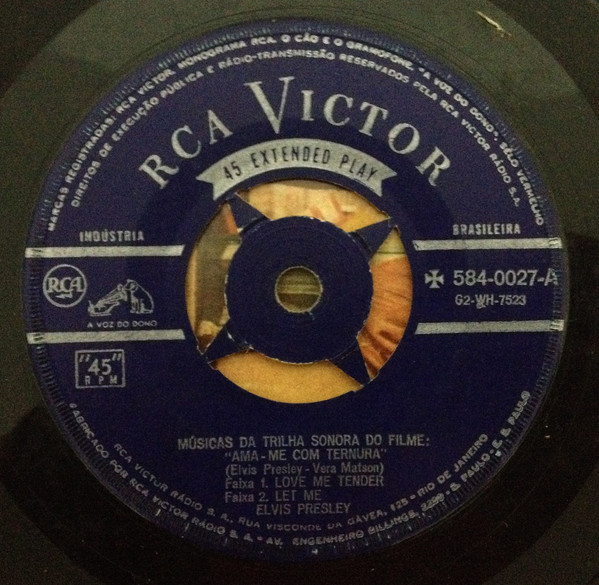 MARCAS REGISTRADAS: RCA VICTOR, MONOGRAMA RCA, O CÃO E O GRAMOFONE, "A VOZ DO DONO", SÊLO VERMELHO
DIREITOS DE EXECUÇÃO PÚBLICA E RÁDIO-TRANSMISSÃO RESERVADOS PELA RCA VICTOR RÁDIO S.A.
RCA VICTOR
45 EXTENDED PLAY
INDÚSTRIA
BRASILEIRA
RCA
A VOZ DO DONO
584-0027-A
G2-WH-7523
"45"
RPM
MÚSICAS DA TRILHA SONORA DO FILME:
"AMA-ME COM TERNURA"
(Elvis Presley - Vera Matson)
Faixa 1. LOVE ME TENDER
Faixa 2. LET ME
ELVIS PRESLEY
RCA VICTOR RÁDIO S. A., RUA VISCONDE DA GÁVEA, 125 - RIO DE JANEIRO
FABRICADO POR RCA VICTOR RÁDIO S. A. - AV. ENGENHEIRO BILLINGS, 2299 - S. PAULO - E. S. PAULO